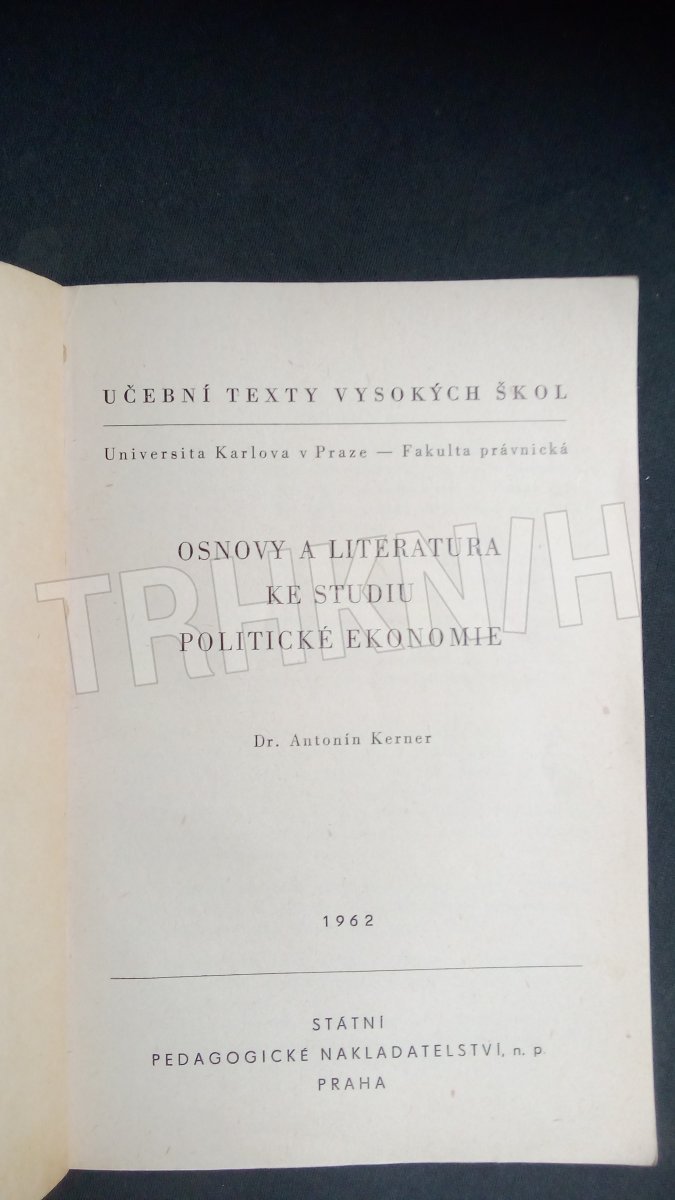 UČEBNÍ TEXTY VYSOKÝCH ŠKOL
Universita Karlova v Praze — Fakulta právnická
OSNOVY A LITERATURA
KE STUDIU
POLITICKÉ EKONOMIE
TRHKNIH
Dr. Antonín Kerner
1962
STÁTNÍ
PEDAGOGICKÉ NAKLADATELSTVÍ, n. p.
PRAHA